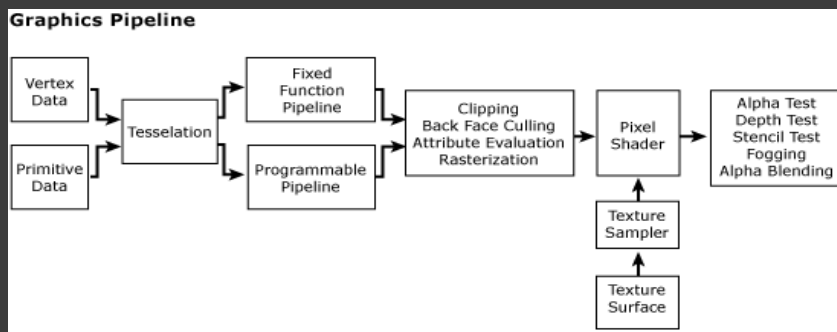 Graphics Pipeline
Vertex
Data
Primitive
Data
Tesselation
Fixed
Function
Pipeline
Programmable
Pipeline
Clipping
Back Face Culling
Attribute Evaluation
Rasterization
Pixel
Shader
Texture
Sampler
Texture
Surface
Alpha Test
Depth Test
Stencil Test
Fogging
Alpha Blending